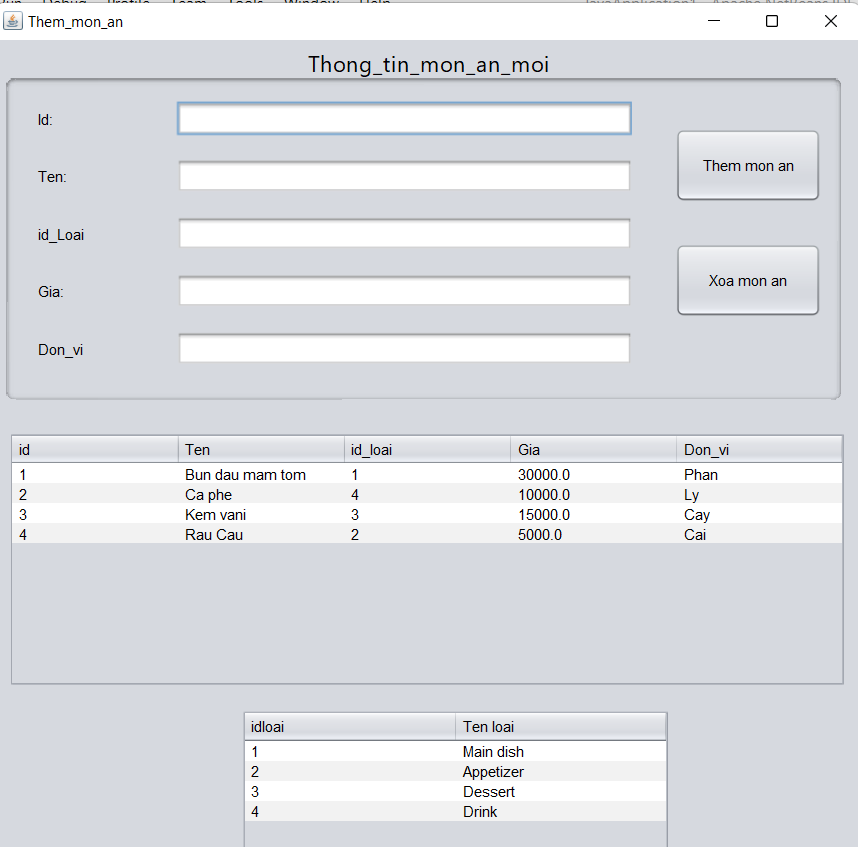 Them_mon_an
Thong_tin_mon_an_moi
Id:
Ten:
id_Loai
Gia:
Don_vi
Them mon an
Xoa mon an
id Ten id_loai Gia Don_vi
1 Bun dau mam tom 1 30000.0 Phan
2 Ca phe 4 10000.0 Ly
3 Kem vani 3 15000.0 Cay
4 Rau Cau 2 5000.0 Cai
idloai Ten loai
1 Main dish
2 Appetizer
3 Dessert
4 Drink